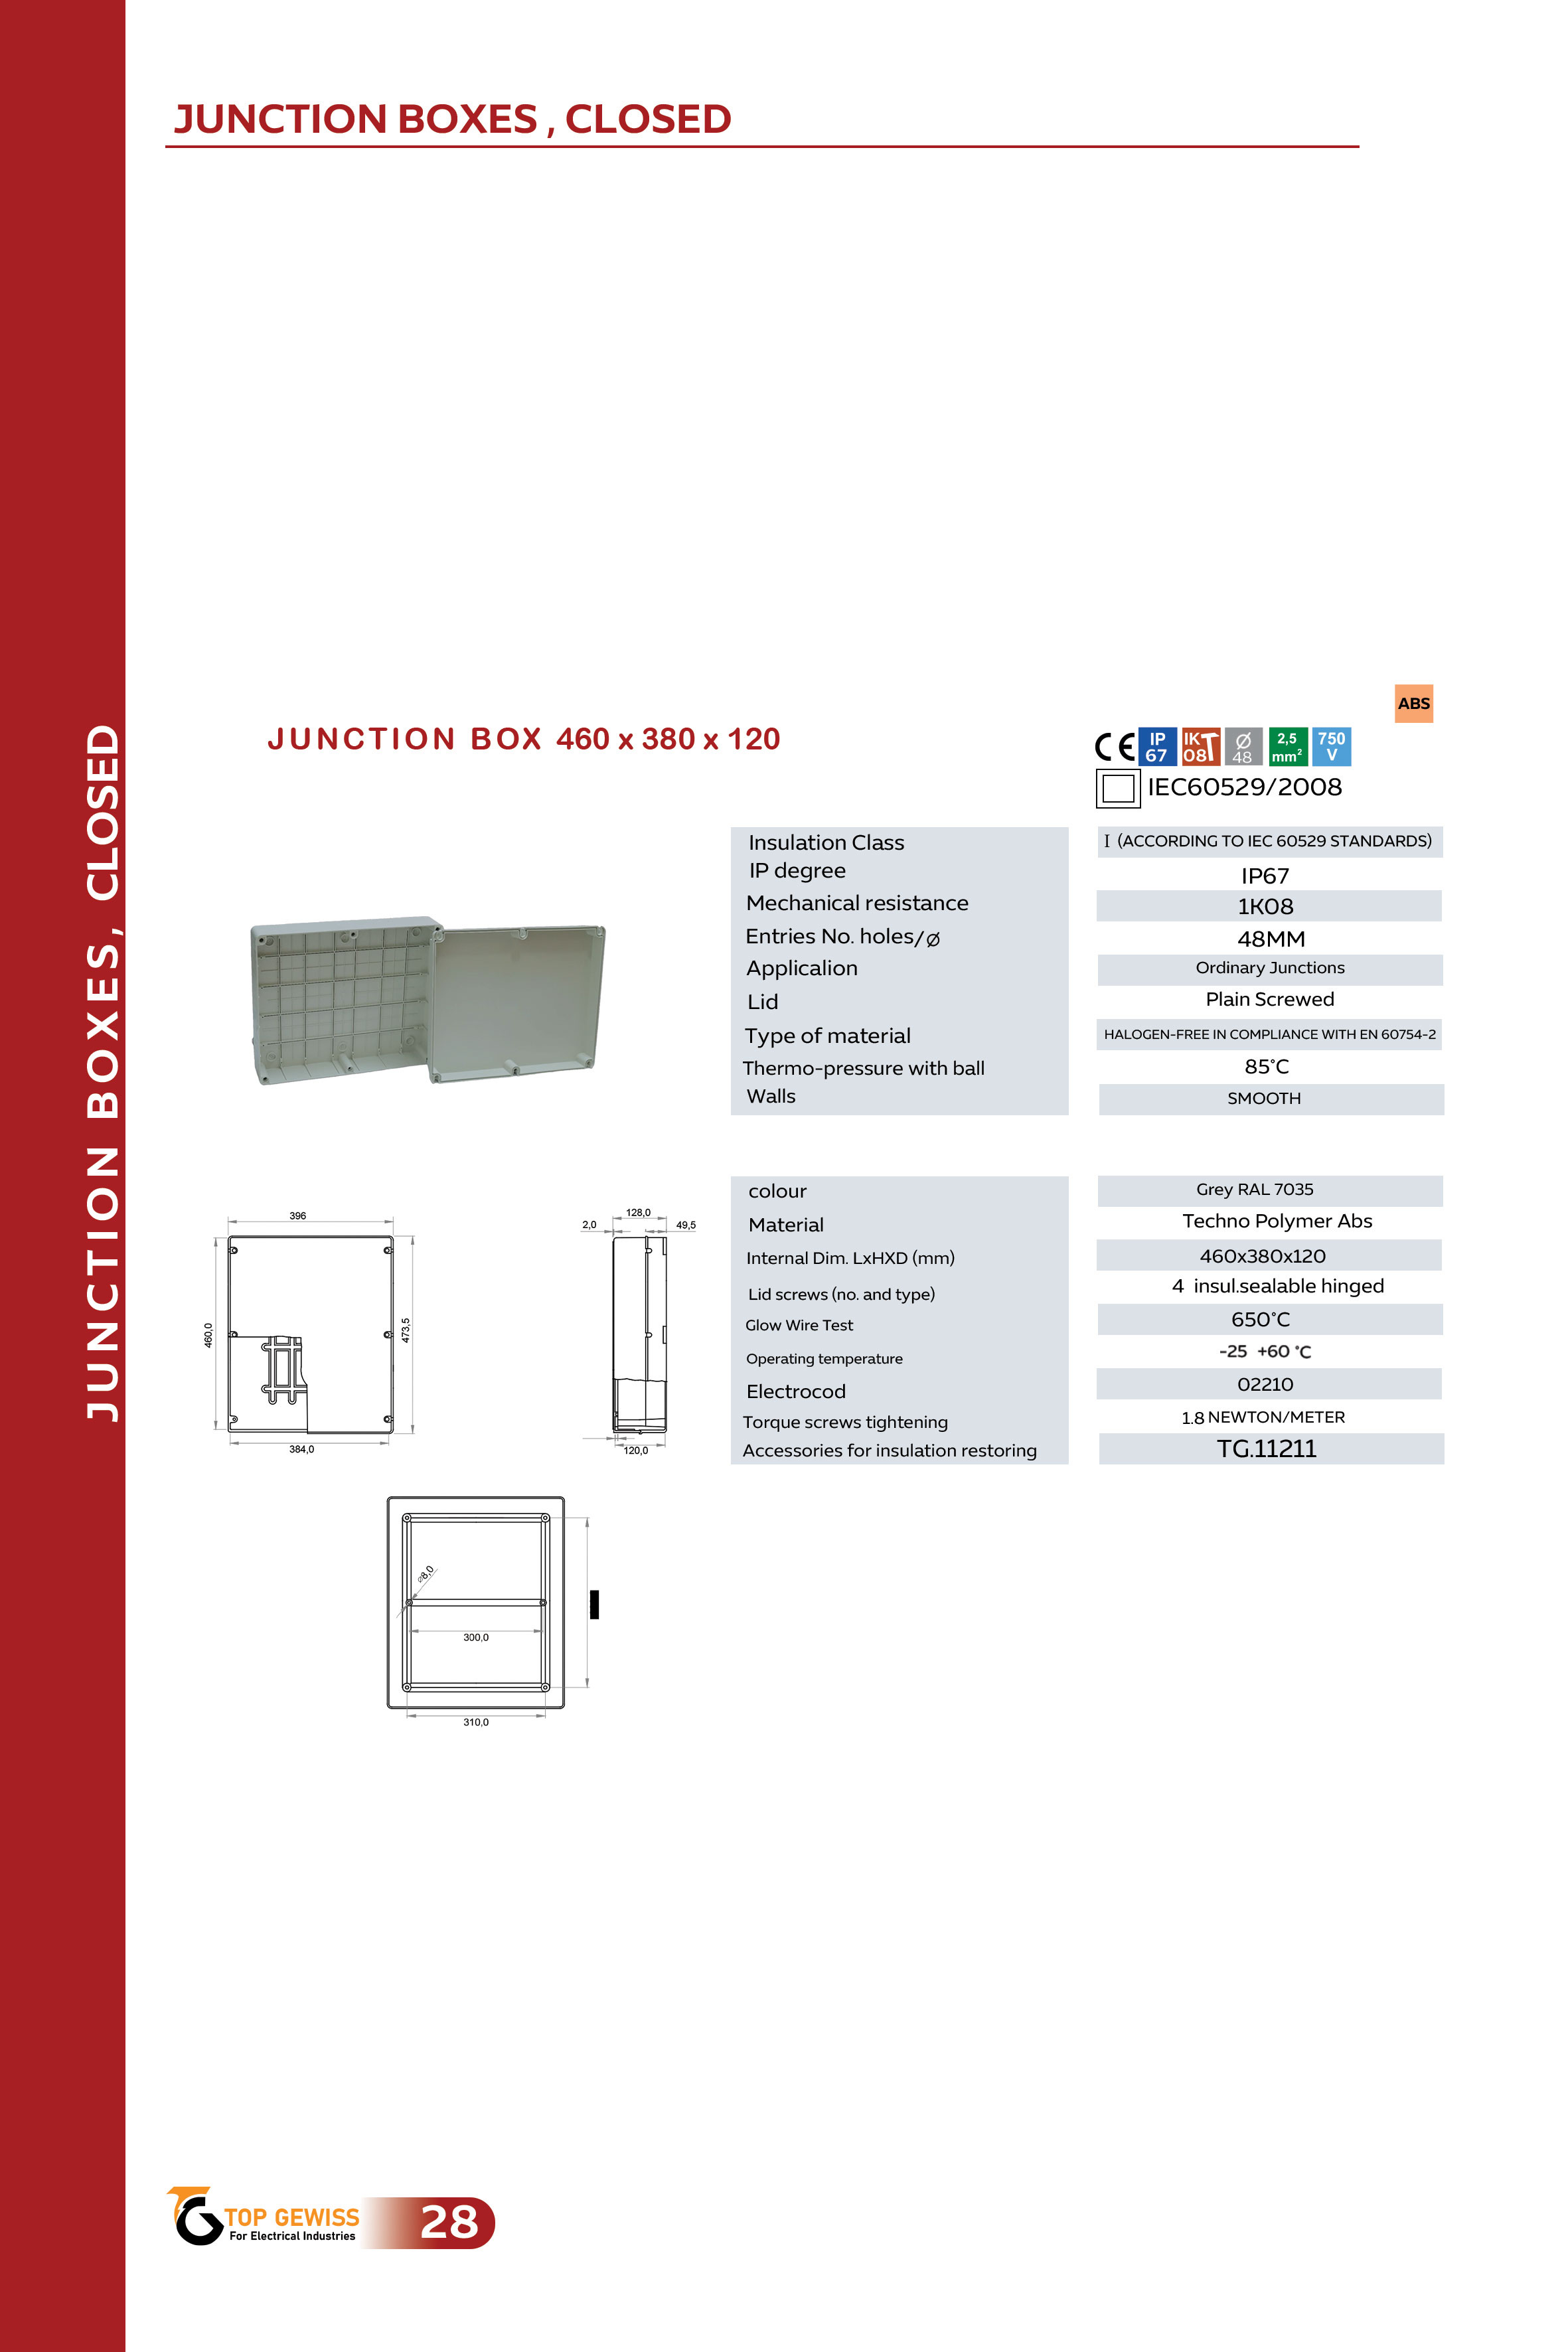 JUNCTION BOXES , CLOSED
JUNCTION BOXES, CLOSED
ABS
JUNCTION BOX 460 x 380 x 120
CE
IP
67
IK
08
Ø
48
2,5
mm²
750
V
IEC60529/2008
Insulation Class
I (ACCORDING TO IEC 60529 STANDARDS)
IP degree
IP67
Mechanical resistance
1K08
Entries No. holes/Ø
48MM
Applicalion
Ordinary Junctions
Lid
Plain Screwed
Type of material
HALOGEN-FREE IN COMPLIANCE WITH EN 60754-2
Thermo-pressure with ball
85°C
Walls
SMOOTH
colour
Grey RAL 7035
Material
Techno Polymer Abs
Internal Dim. LxHXD (mm)
460x380x120
Lid screws (no. and type)
4 insul.sealable hinged
Glow Wire Test
650°C
Operating temperature
-25 +60 °C
Electrocod
02210
Torque screws tightening
1.8 NEWTON/METER
Accessories for insulation restoring
TG.11211
396
460,0
473,5
384,0
128,0
2,0
49,5
120,0
⌀8,0
300,0
310,0
TOP GEWISS
For Electrical Industries
28